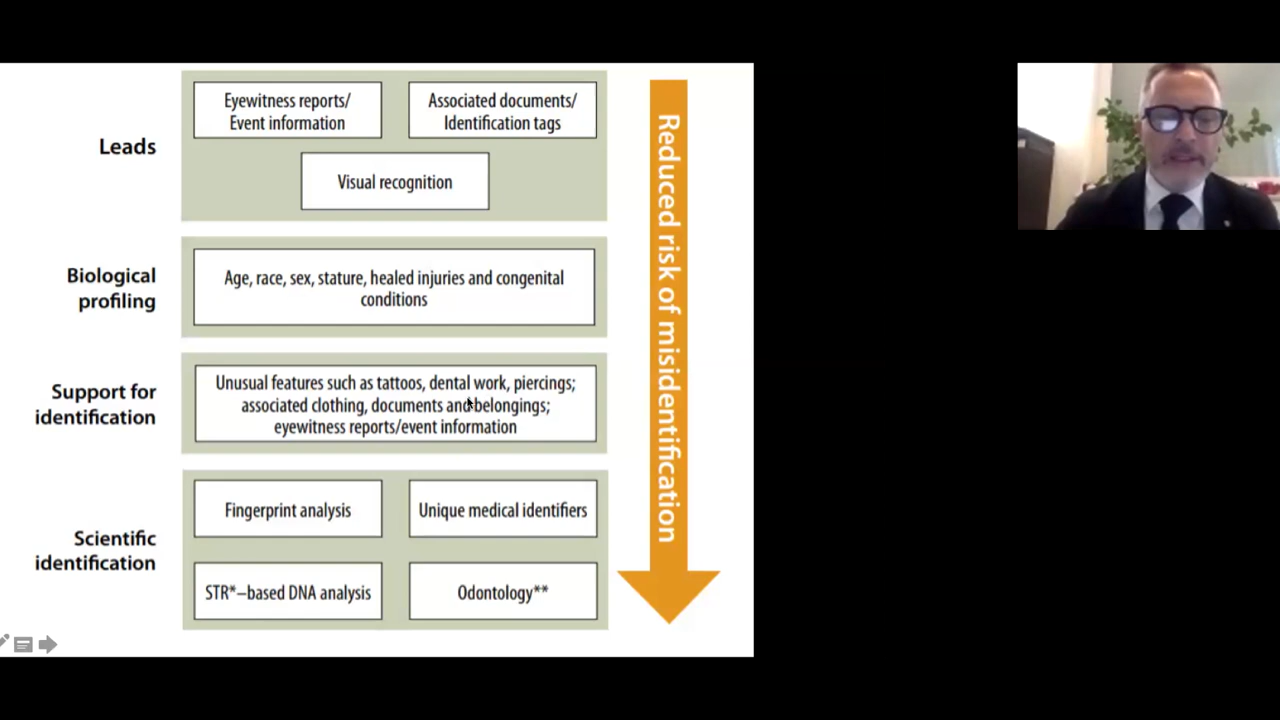 Leads
Eyewitness reports/
Event information
Associated documents/
Identification tags
Visual recognition
Biological
profiling
Age, race, sex, stature, healed injuries and congenital
conditions
Support for
identification
Unusual features such as tattoos, dental work, piercings;
associated clothing, documents and belongings;
eyewitness reports/event information
Scientific
identification
Fingerprint analysis
Unique medical identifiers
STR*–based DNA analysis
Odontology**
Reduced risk of misidentification